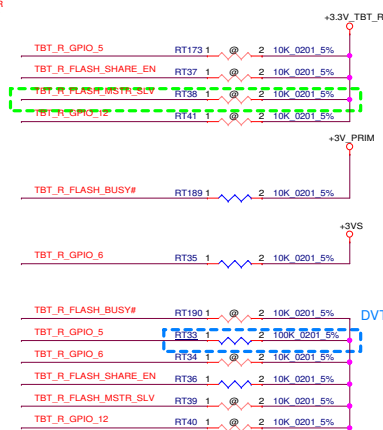 R
+3.3V_TBT_R
TBT_R_GPIO_5 RT173 1 @ 2 10K_0201_5%
TBT_R_FLASH_SHARE_EN RT37 1 @ 2 10K_0201_5%
TBT_R_FLASH_MSTR_SLV RT38 1 @ 2 10K_0201_5%
TBT_R_GPIO_12 RT41 1 @ 2 10K_0201_5%
+3V_PRIM
TBT_R_FLASH_BUSY# RT189 1 2 10K_0201_5%
+3VS
TBT_R_GPIO_6 RT35 1 2 10K_0201_5%
TBT_R_FLASH_BUSY# RT190 1 @ 2 10K_0201_5% DVT
TBT_R_GPIO_5 RT33 1 2 100K_0201_5%
TBT_R_GPIO_6 RT34 1 @ 2 10K_0201_5%
TBT_R_FLASH_SHARE_EN RT36 1 2 10K_0201_5%
TBT_R_FLASH_MSTR_SLV RT39 1 @ 2 10K_0201_5%
TBT_R_GPIO_12 RT40 1 @ 2 10K_0201_5%